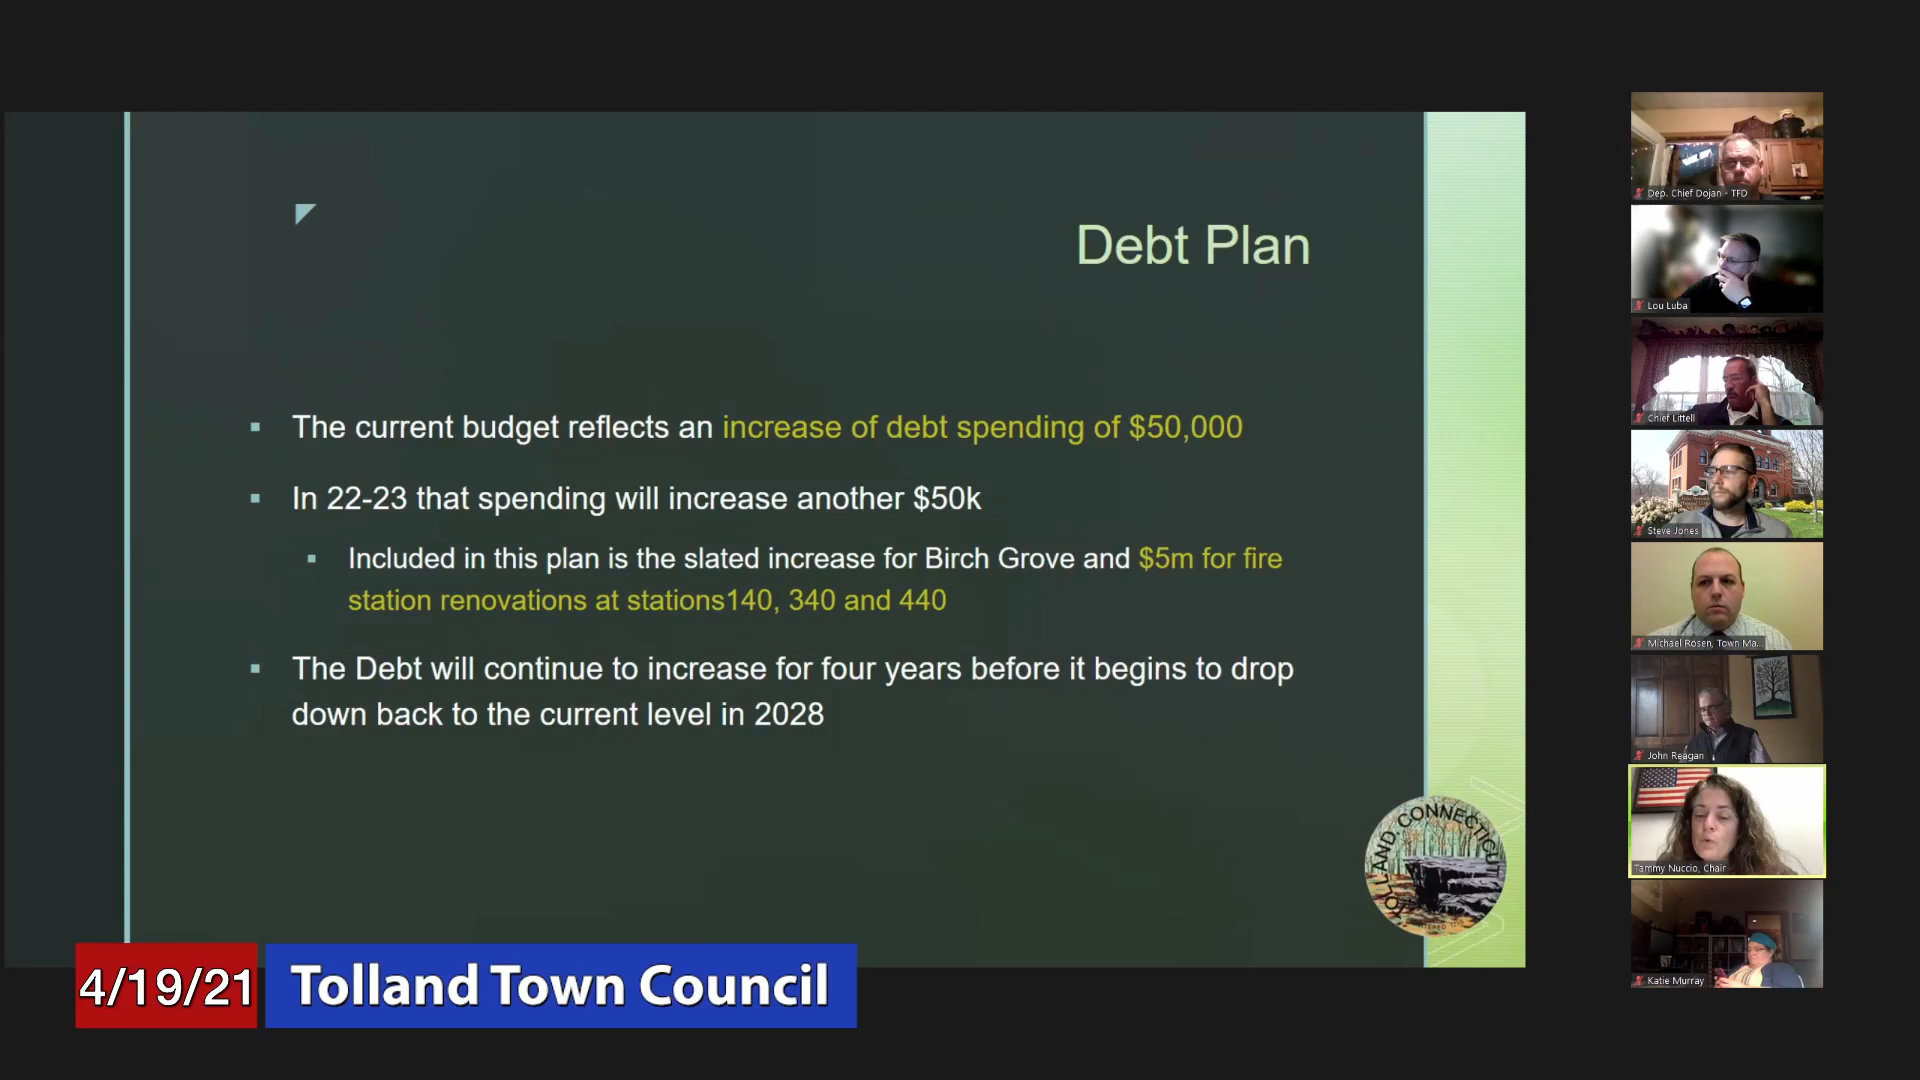 Debt Plan
The current budget reflects an increase of debt spending of $50,000
In 22-23 that spending will increase another $50k
Included in this plan is the slated increase for Birch Grove and $5m for fire
station renovations at stations140, 340 and 440
The Debt will continue to increase for four years before it begins to drop
down back to the current level in 2028
TOLLAND, CONNECTICUT
4/19/21
Tolland Town Council
Dep. Chief Dojan - TFD
Lou Luba
Chief Littell
Steve Jones
Michael Rosen, Town Ma...
John Reagan
Tammy Nuccio, Chair
Katie Murray